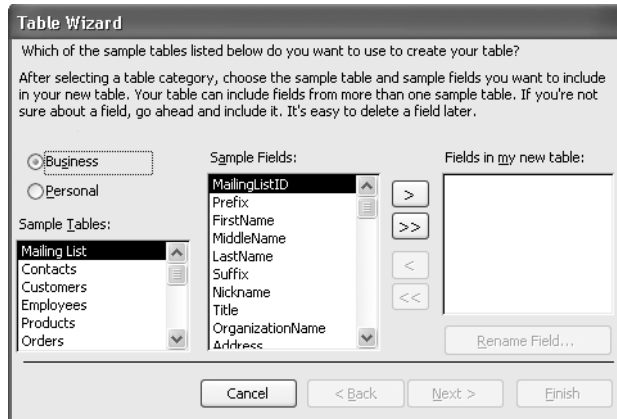 Table Wizard
Which of the sample tables listed below do you want to use to create your table?
After selecting a table category, choose the sample table and sample fields you want to include
in your new table. Your table can include fields from more than one sample table. If you're not
sure about a field, go ahead and include it. It's easy to delete a field later.
Business
Personal
Sample Tables:
Mailing List
Contacts
Customers
Employees
Products
Orders
Sample Fields:
MailingListID
Prefix
FirstName
MiddleName
LastName
Suffix
Nickname
Title
OrganizationName
Address
>
>>
<
<<
Fields in my new table:
Rename Field...
Cancel
< Back
Next >
Finish